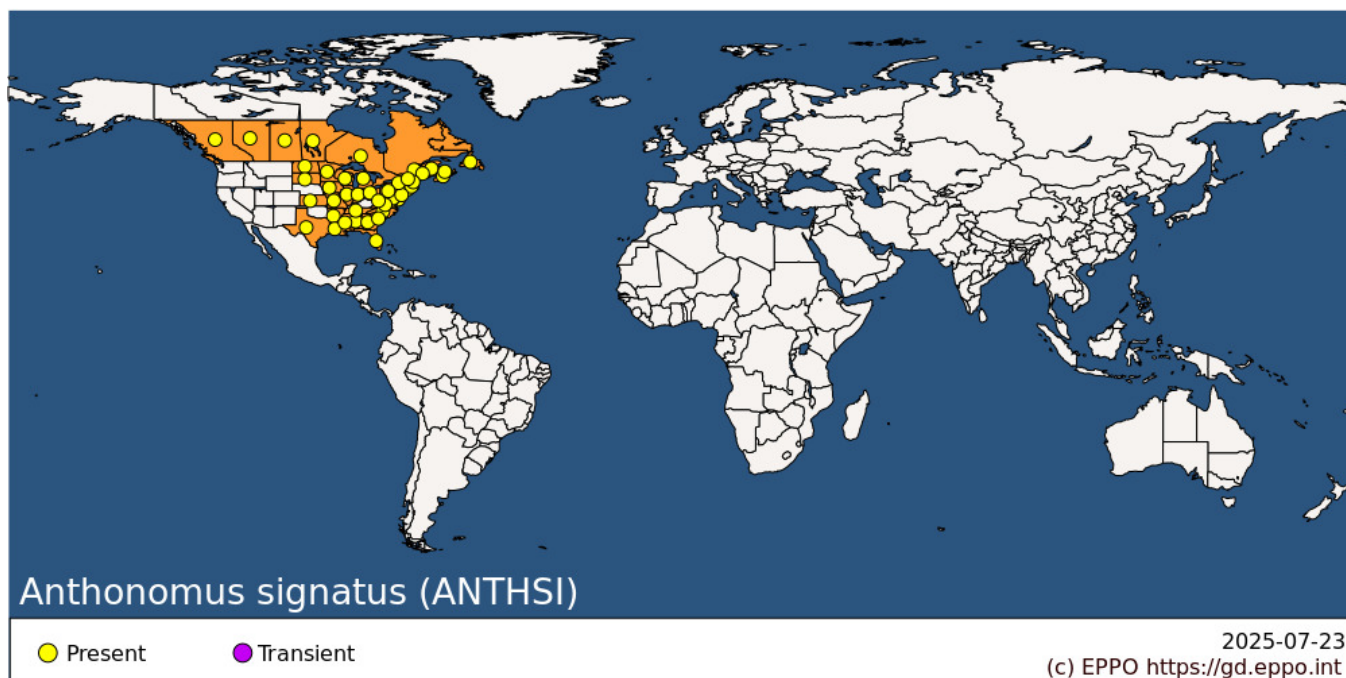 Anthonomus signatus (ANTHSI)
Present
Transient
2025-07-23
(c) EPPO https://gd.eppo.int